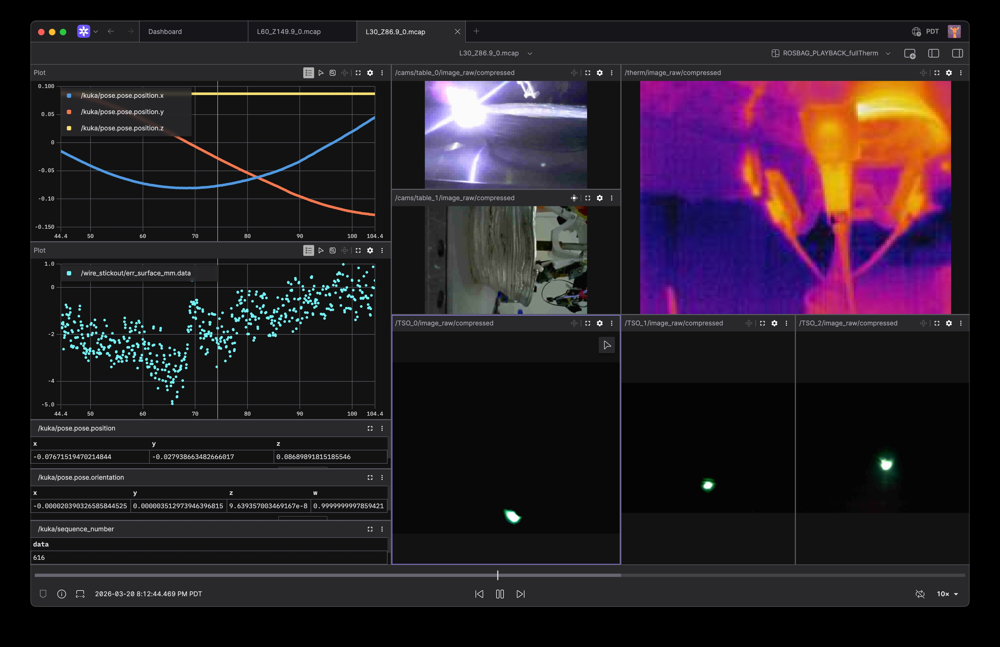 Dashboard
L60_Z149.9_0.mcap
L30_Z86.9_0.mcap
PDT
L30_Z86.9_0.mcap
ROSBAG_PLAYBACK_fullTherm
Plot
0.100
0.05
0
-0.05
-0.10
-0.150
/kuka/pose.pose.position.x
/kuka/pose.pose.position.y
/kuka/pose.pose.position.z
44.4 50 60 70 80 90 100 104.4
Plot
1.0
0
-2
-4
-5.0
/wire_stickout/err_surface_mm.data
44.4 50 60 70 80 90 100 104.4
/kuka/pose.pose.position
x y z
-0.07671519470214844 -0.027938663482666017 0.08689891815185546
/kuka/pose.pose.orientation
x y z w
-0.000020390326585844525 0.000003512973946396815 9.639357003469167e-8 0.9999999997859421
/kuka/sequence_number
data
616
/cams/table_0/image_raw/compressed
/cams/table_1/image_raw/compressed
/therm/image_raw/compressed
/TSO_0/image_raw/compressed
/TSO_1/image_raw/compressed
/TSO_2/image_raw/compressed
2026-03-20 8:12:44.469 PM PDT
10×